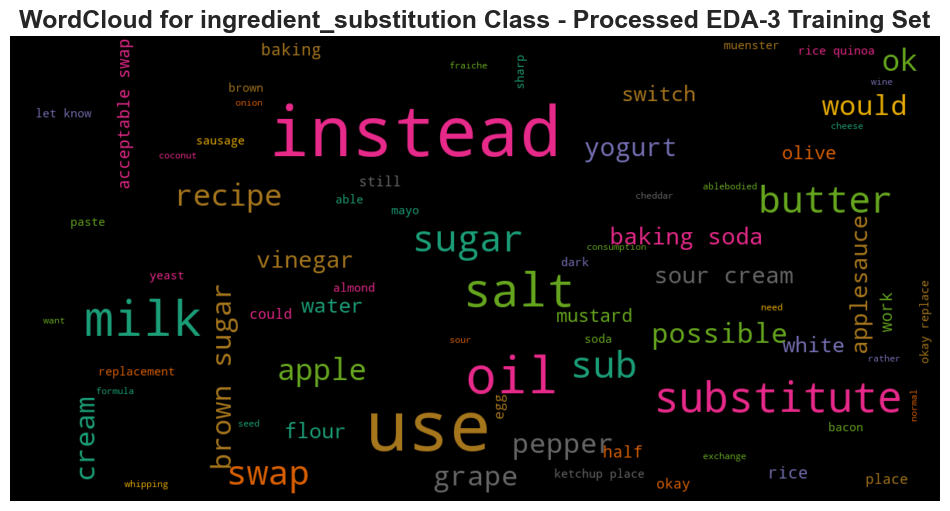 WordCloud for ingredient_substitution Class - Processed EDA-3 Training Set
baking
muenster
rice quinoa
ok
acceptable swap
fraiche
sharp
wine
brown
onion
let know
switch
would
instead
cheese
sausage
coconut
yogurt
olive
still
able
recipe
cheddar
ablebodied
butter
mayo
paste
sugar
baking soda
consumption
vinegar
dark
yeast
almond
sour cream
applesauce
salt
water
could
mustard
need
work
okay replace
want
milk
brown sugar
sour
soda
possible
white
rather
replacement
apple
oil
sub
formula
substitute
normal
cream
egg
use
seed
flour
bacon
pepper
half
exchange
whipping
swap
grape
ketchup place
okay
rice
place